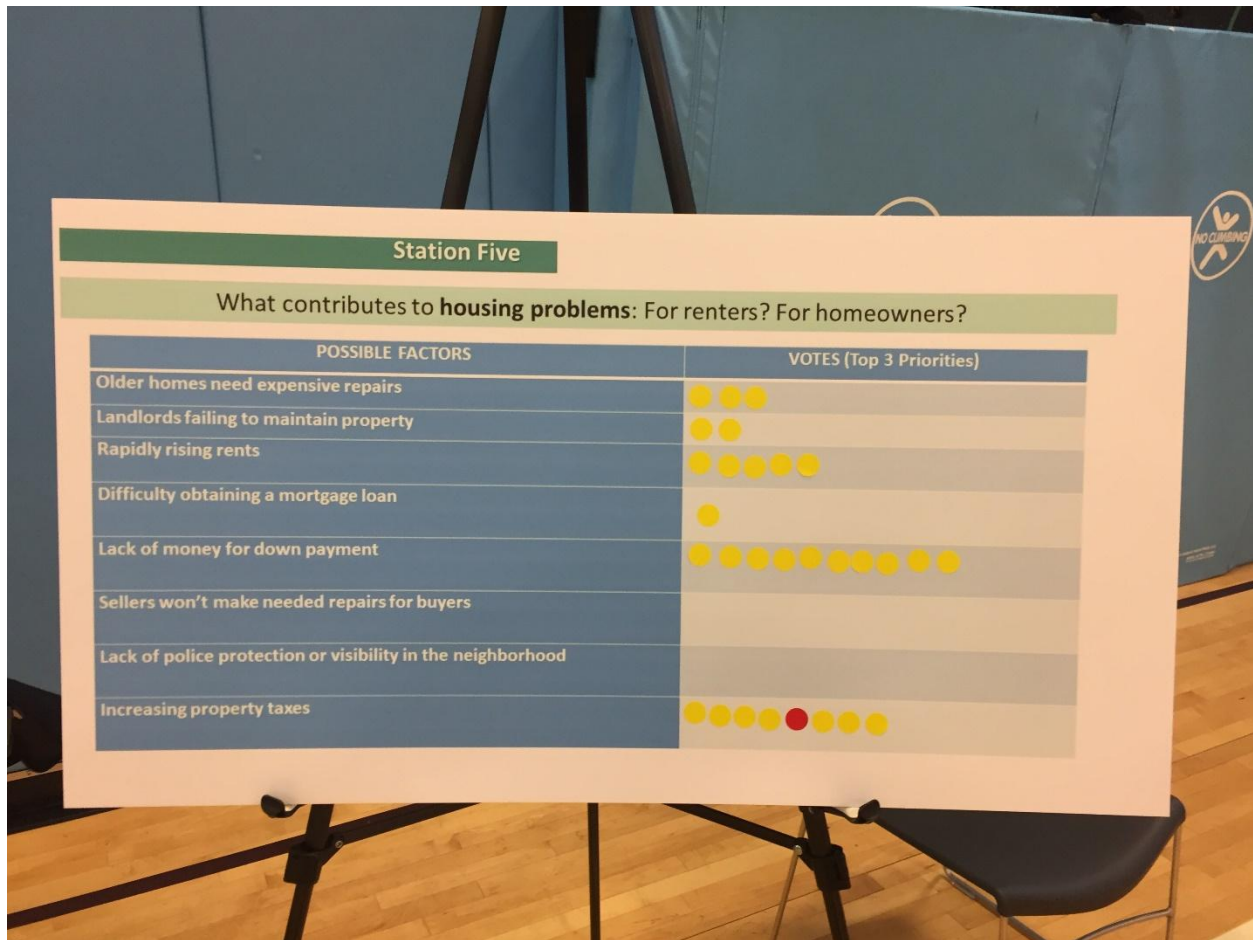 Station Five
What contributes to housing problems: For renters? For homeowners?
POSSIBLE FACTORS
VOTES (Top 3 Priorities)
Older homes need expensive repairs
Landlords failing to maintain property
Rapidly rising rents
Difficulty obtaining a mortgage loan
Lack of money for down payment
Sellers won't make needed repairs for buyers
Lack of police protection or visibility in the neighborhood
Increasing property taxes
NO CLIMBING